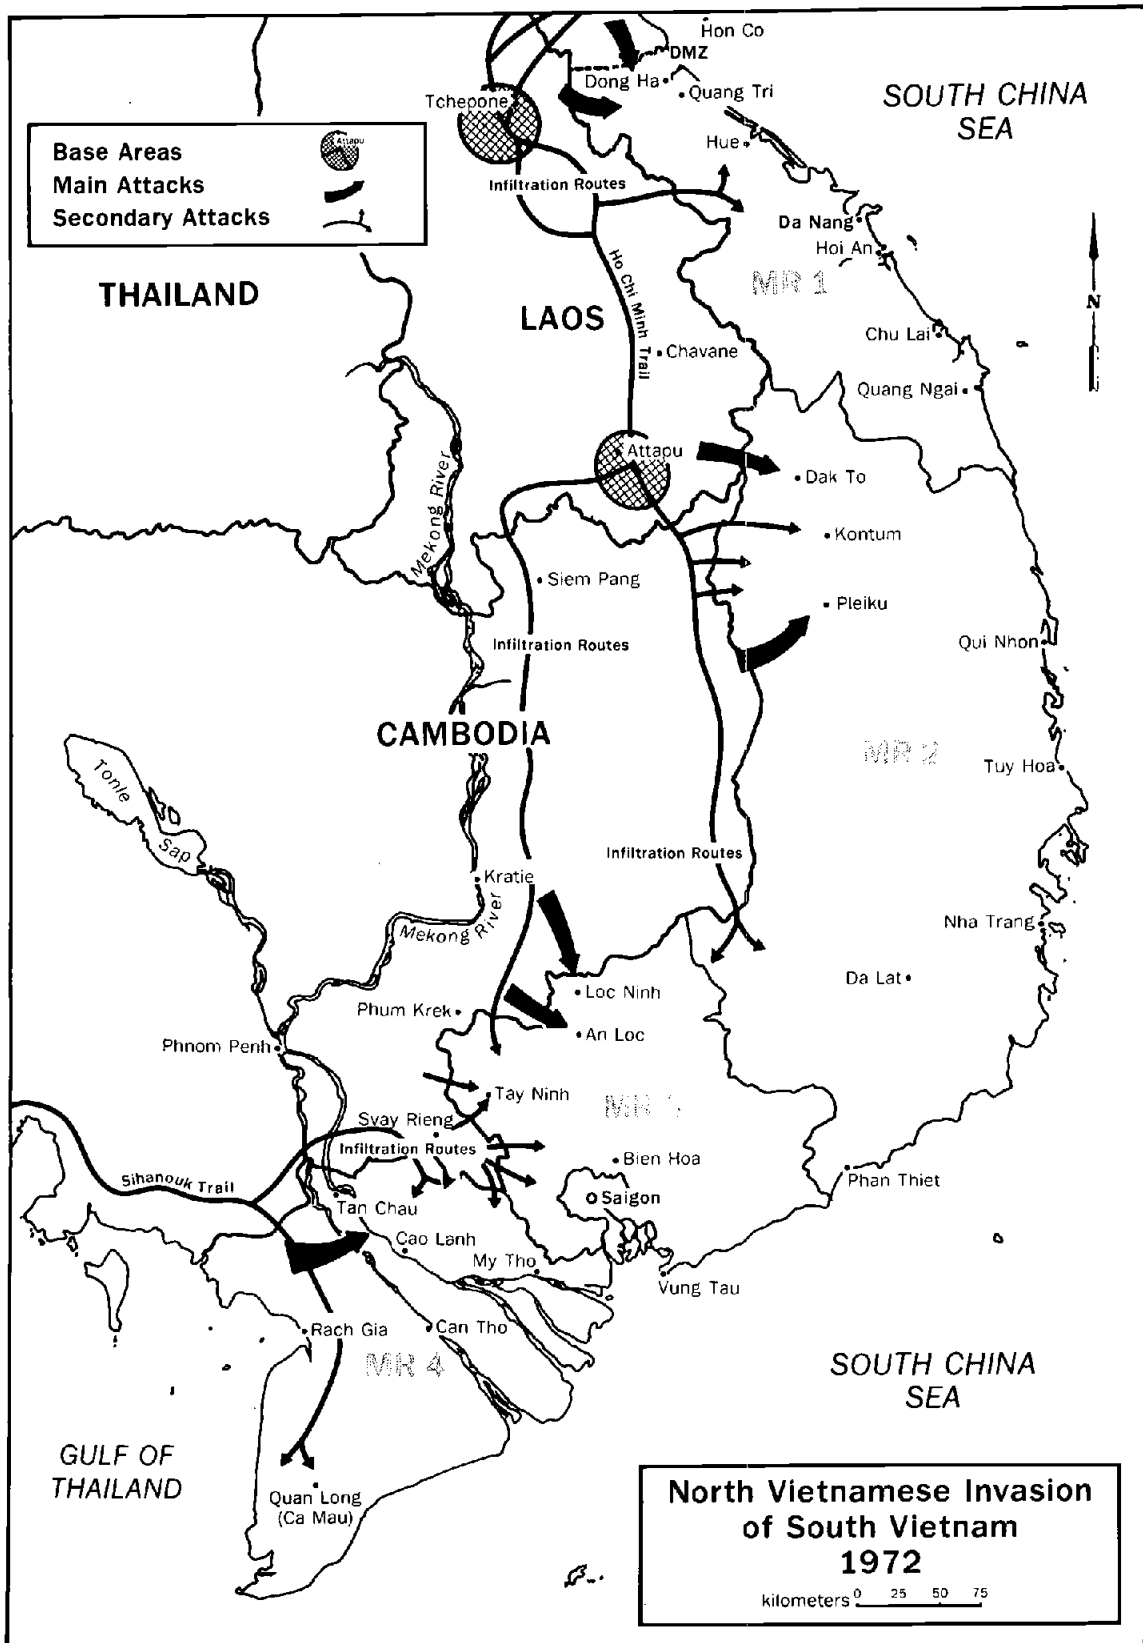 Hon Co
DMZ
Dong Ha
Quang Tri
SOUTH CHINA
SEA
Tchepone
Hue
Base Areas
Attapu
Main Attacks
Secondary Attacks
Infiltration Routes
Da Nang
Hoi An
MR 1
THAILAND
LAOS
Ho Chi Minh Trail
N
Chu Lai
Chavane
Quang Ngai
Mekong River
Attapu
Dak To
Kontum
Siem Pang
Pleiku
Infiltration Routes
Qui Nhon
CAMBODIA
MR 2
Tuy Hoa
Tonle
Sap
Infiltration Routes
Kratie
Mekong River
Nha Trang
Da Lat
Loc Ninh
Phum Krek
An Loc
Phnom Penh
Tay Ninh
MR
Svay Rieng
Infiltration Routes
Bien Hoa
Sihanouk Trail
Phan Thiet
Saigon
Tan Chau
Cao Lanh
My Tho
Vung Tau
Rach Gia
Can Tho
MR 4
SOUTH CHINA
SEA
GULF OF
THAILAND
Quan Long
(Ca Mau)
North Vietnamese Invasion
of South Vietnam
1972
kilometers 0 25 50 75